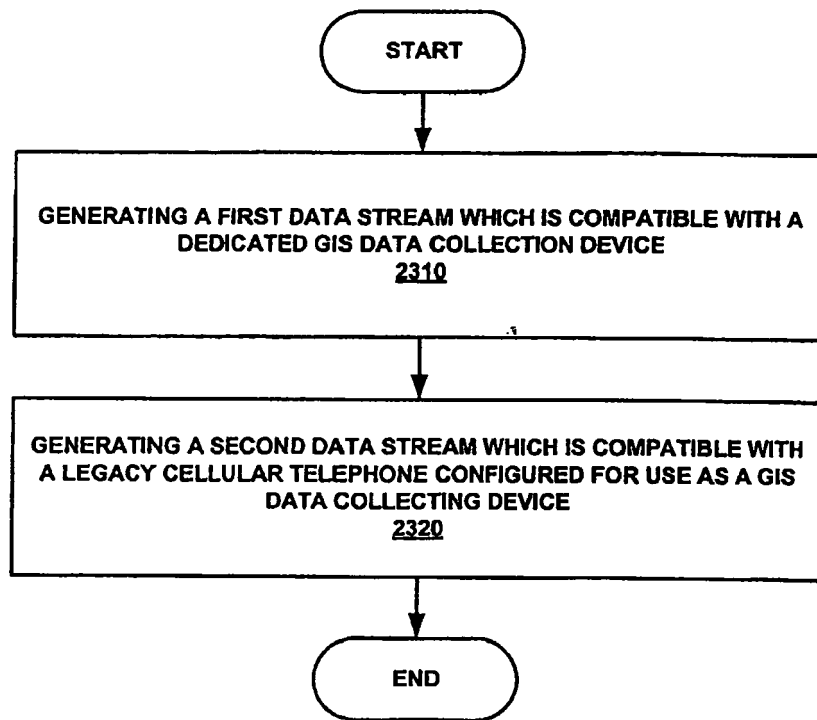 START
GENERATING A FIRST DATA STREAM WHICH IS COMPATIBLE WITH A
DEDICATED GIS DATA COLLECTION DEVICE
2310
GENERATING A SECOND DATA STREAM WHICH IS COMPATIBLE WITH
A LEGACY CELLULAR TELEPHONE CONFIGURED FOR USE AS A GIS
DATA COLLECTING DEVICE
2320
END